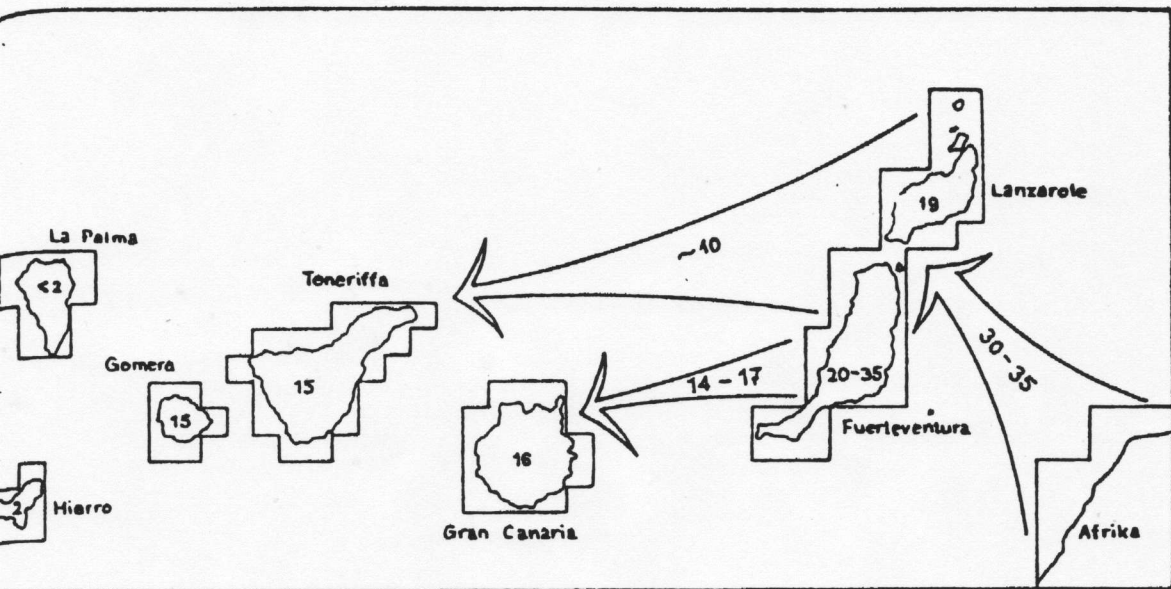 Lanzarote
19
~10
La Palma
<2
Teneriffa
Gomera
15
15
30-35
14-17
20-35
Fuerteventura
16
2
Hierro
Gran Canaria
Afrika